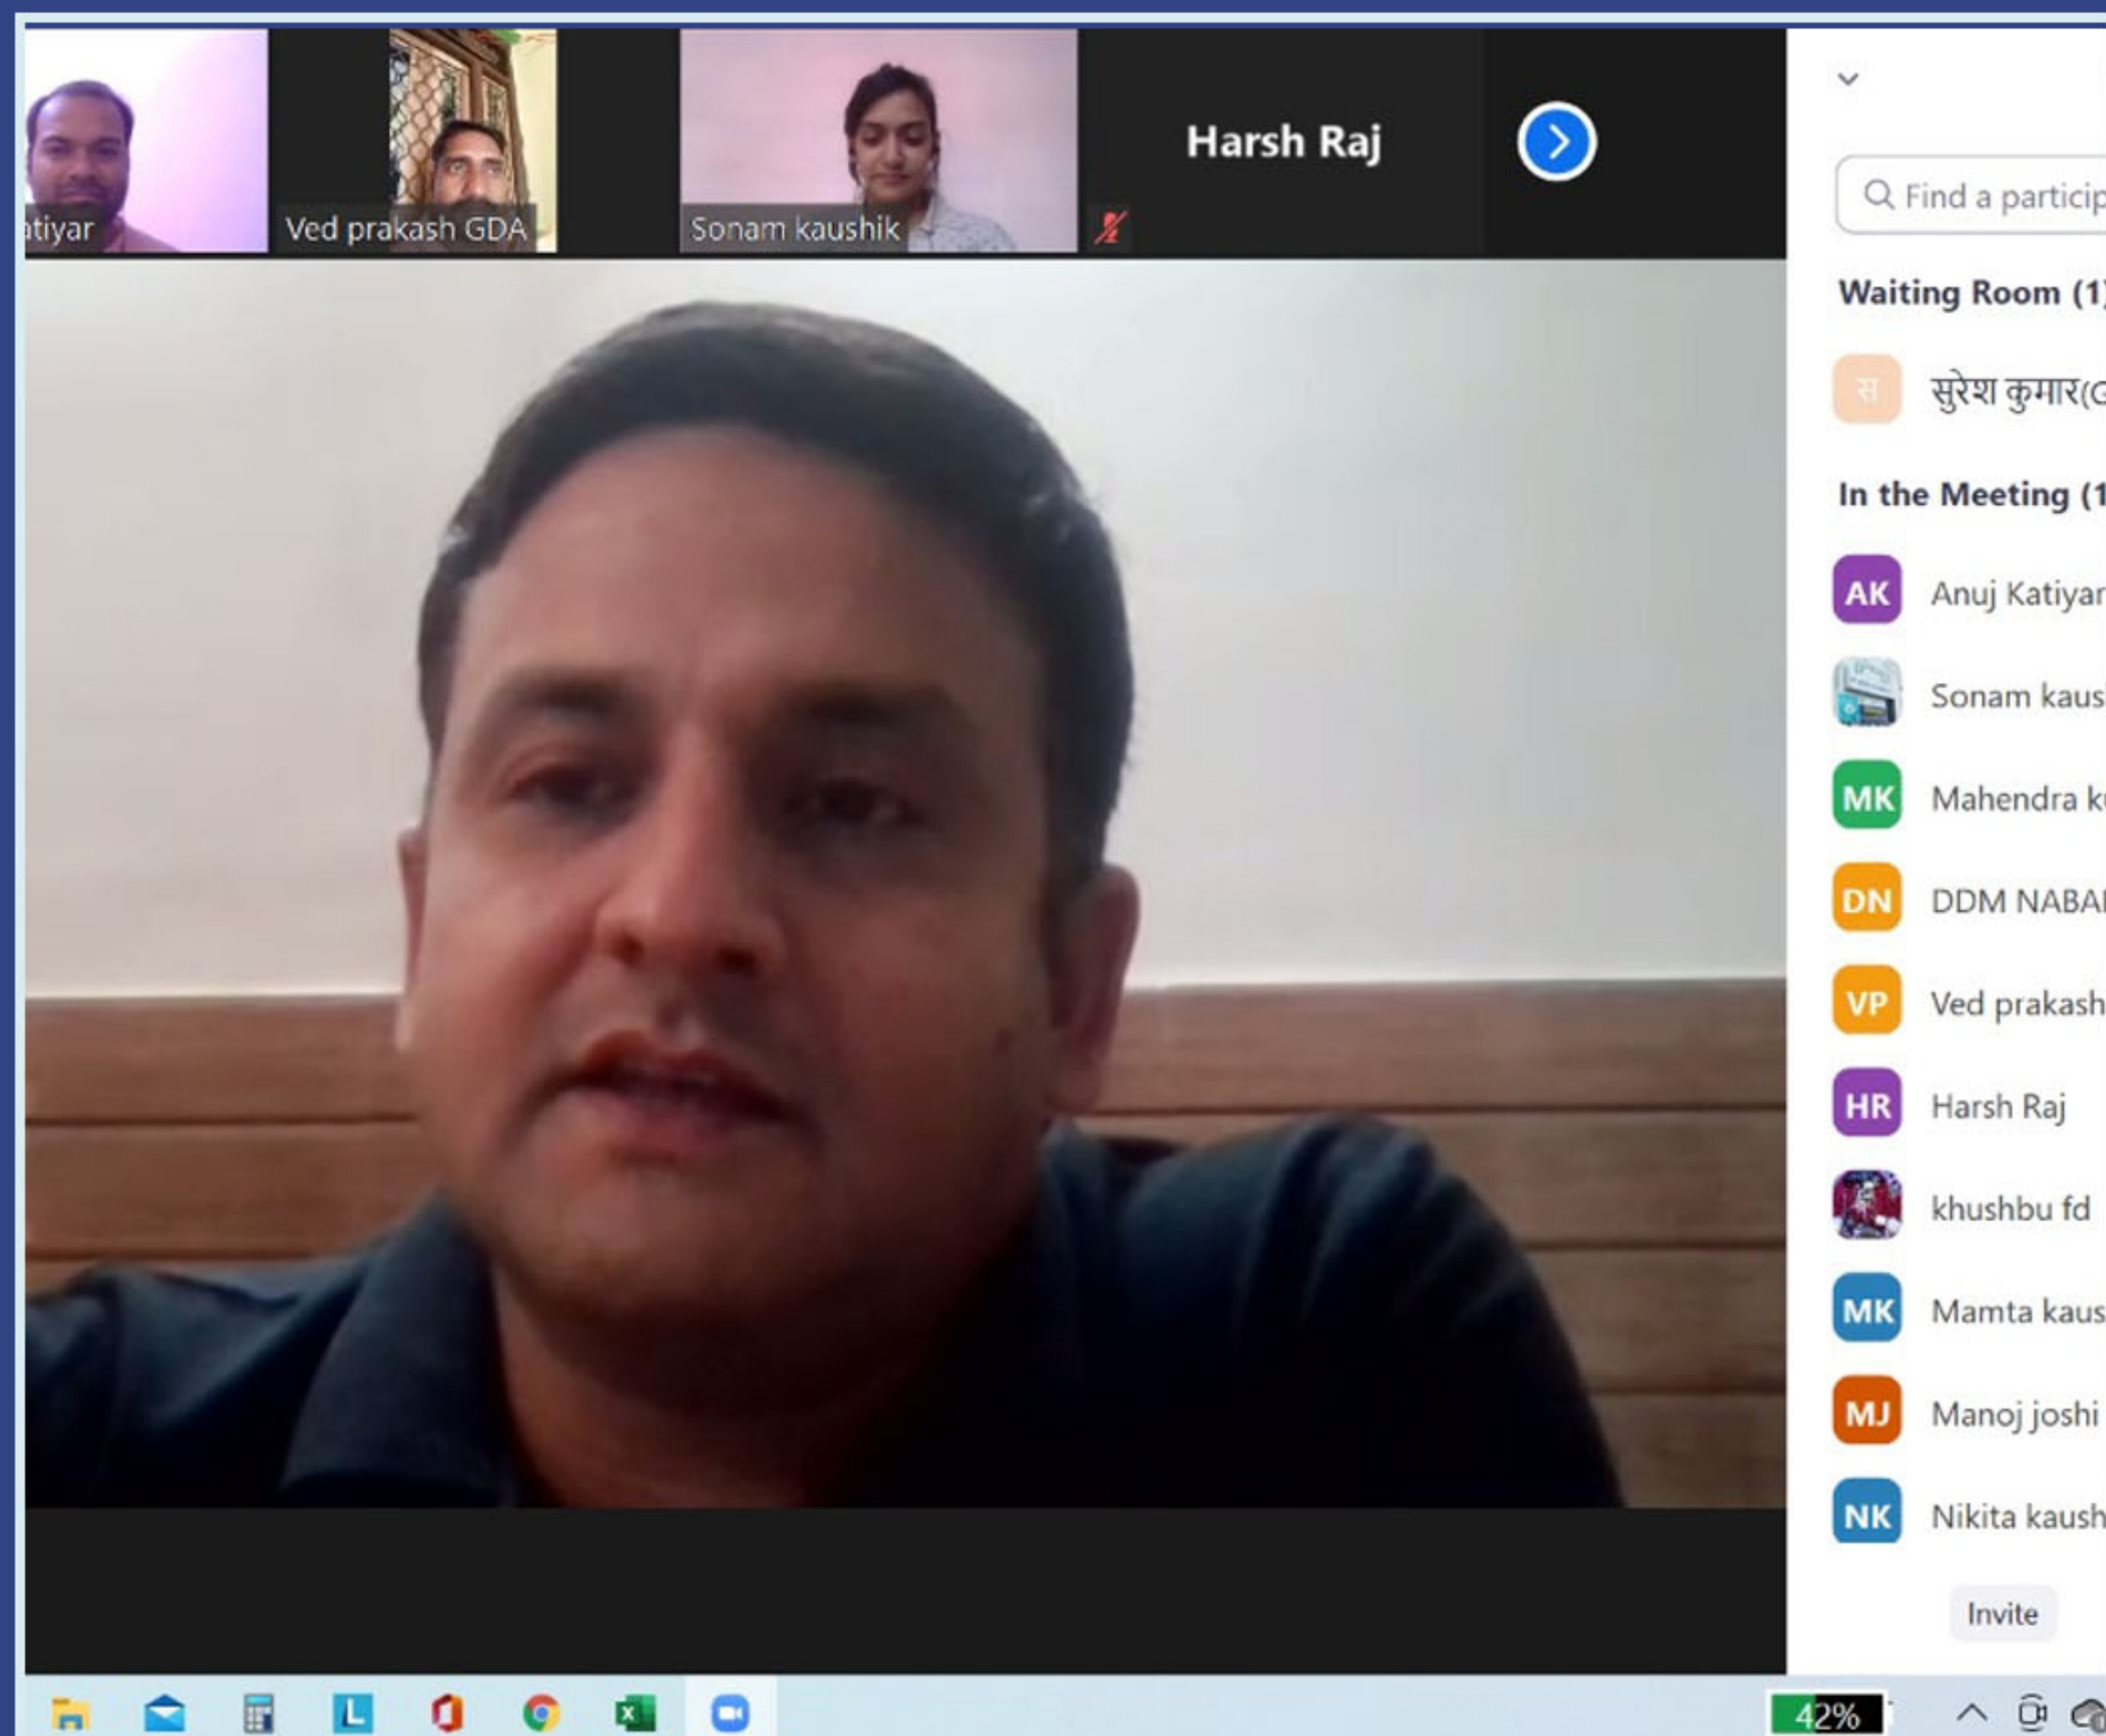 atiyar
Ved prakash GDA
Sonam kaushik
Harsh Raj
Find a particip
Waiting Room (1)
स
सुरेश कुमार(G
In the Meeting (1
AK
Anuj Katiyar
Sonam kaus
MK
Mahendra k
DN
DDM NABA
VP
Ved prakash
HR
Harsh Raj
khushbu fd
MK
Mamta kaus
MJ
Manoj joshi
NK
Nikita kaush
Invite
L
42%